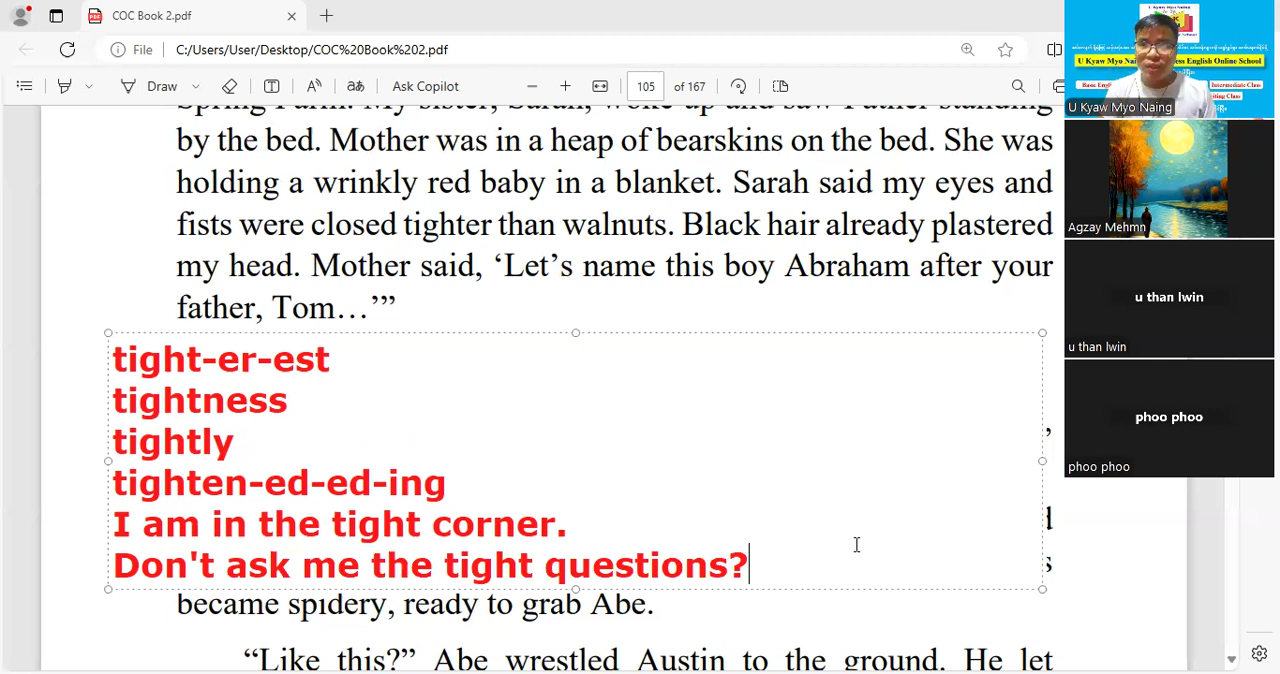 COC Book 2.pdf
File
C:/Users/User/Desktop/COC%20Book%202.pdf
Draw
Ask Copilot
105
of 167
by the bed. Mother was in a heap of bearskins on the bed. She was
holding a wrinkly red baby in a blanket. Sarah said my eyes and
fists were closed tighter than walnuts. Black hair already plastered
my head. Mother said, ‘Let’s name this boy Abraham after your
father, Tom…’”
tight-er-est
tightness
tightly
tighten-ed-ed-ing
I am in the tight corner.
Don't ask me the tight questions?
became spidery, ready to grab Abe.
“Like this?” Abe wrestled Austin to the ground. He let
U Kyaw Myo Naing
Agzay Mehmn
u than lwin
u than lwin
phoo phoo
phoo phoo